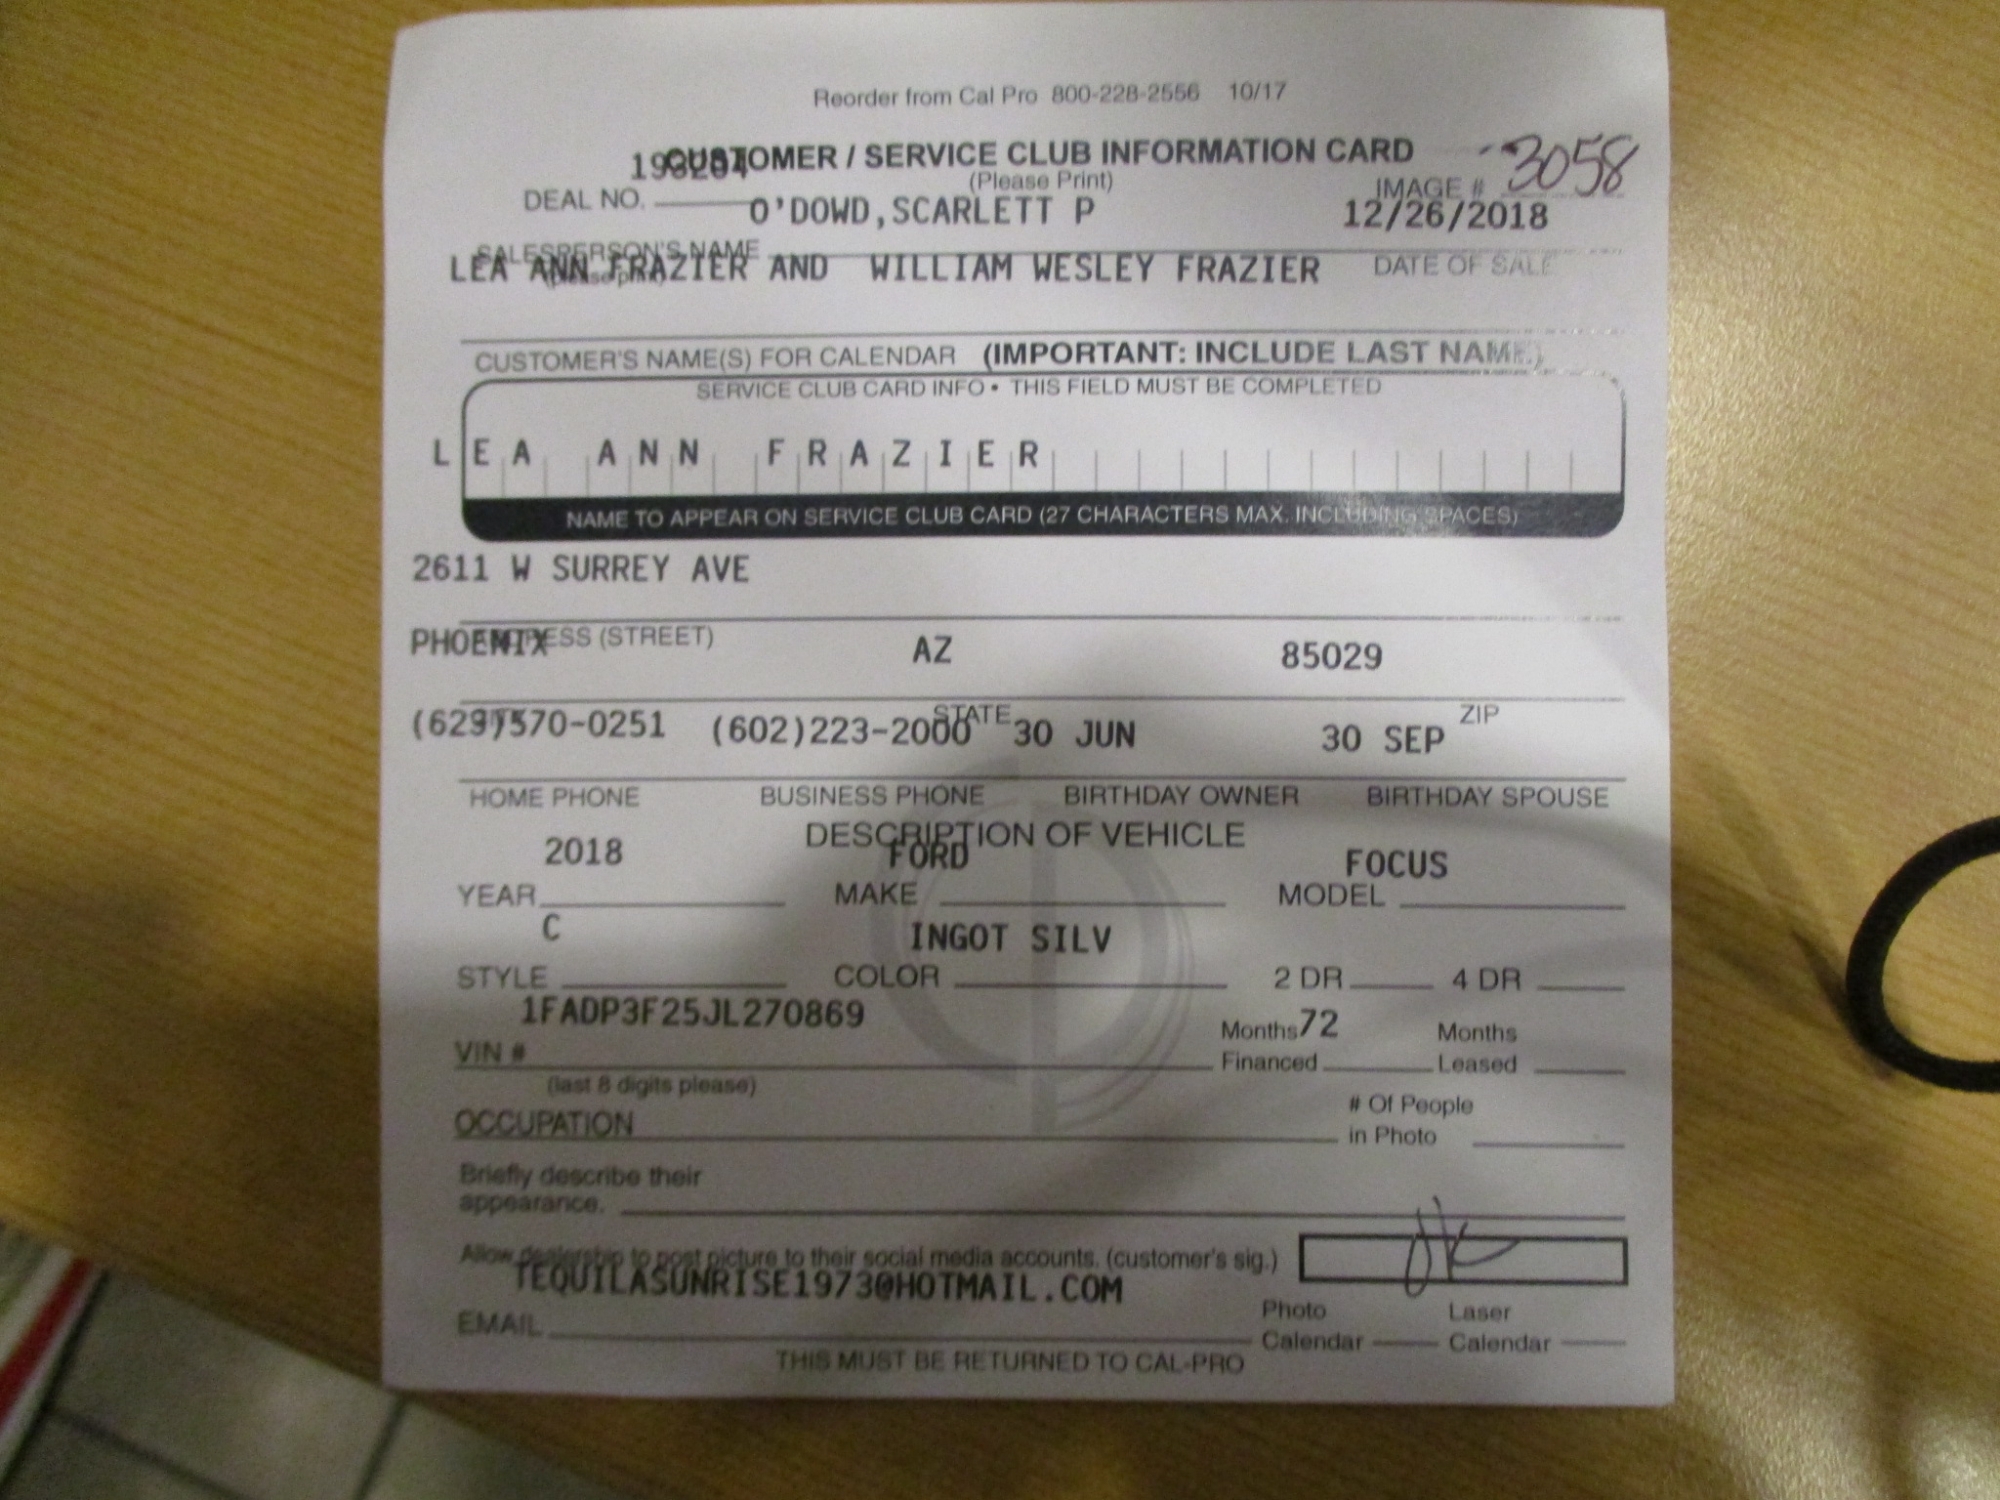 Reorder from Cal Pro 800-228-2556 10/17
CUSTOMER / SERVICE CLUB INFORMATION CARD
(Please Print)
DEAL NO. IMAGE # 3058
O'DOWD,SCARLETT P 12/26/2018
SALESPERSON'S NAME DATE OF SALE
(please print)
LEA ANN FRAZIER AND WILLIAM WESLEY FRAZIER
CUSTOMER'S NAME(S) FOR CALENDAR (IMPORTANT: INCLUDE LAST NAME)
SERVICE CLUB CARD INFO • THIS FIELD MUST BE COMPLETED
LEA ANN FRAZIER
NAME TO APPEAR ON SERVICE CLUB CARD (27 CHARACTERS MAX. INCLUDING SPACES)
2611 W SURREY AVE
ADDRESS (STREET)
PHOENIX AZ 85029
STATE ZIP
(623)570-0251 (602)223-2000 30 JUN 30 SEP
HOME PHONE BUSINESS PHONE BIRTHDAY OWNER BIRTHDAY SPOUSE
DESCRIPTION OF VEHICLE
2018 FORD FOCUS
YEAR MAKE MODEL
C INGOT SILV
STYLE COLOR 2 DR 4 DR
1FADP3F25JL270869 72
VIN # Months Financed Months Leased
(last 8 digits please)
OCCUPATION # Of People in Photo
Briefly describe their
appearance.
Allow dealership to post picture to their social media accounts. (customer's sig.)
TEQUILASUNRISE1973@HOTMAIL.COM
EMAIL Photo Calendar Laser Calendar
THIS MUST BE RETURNED TO CAL-PRO